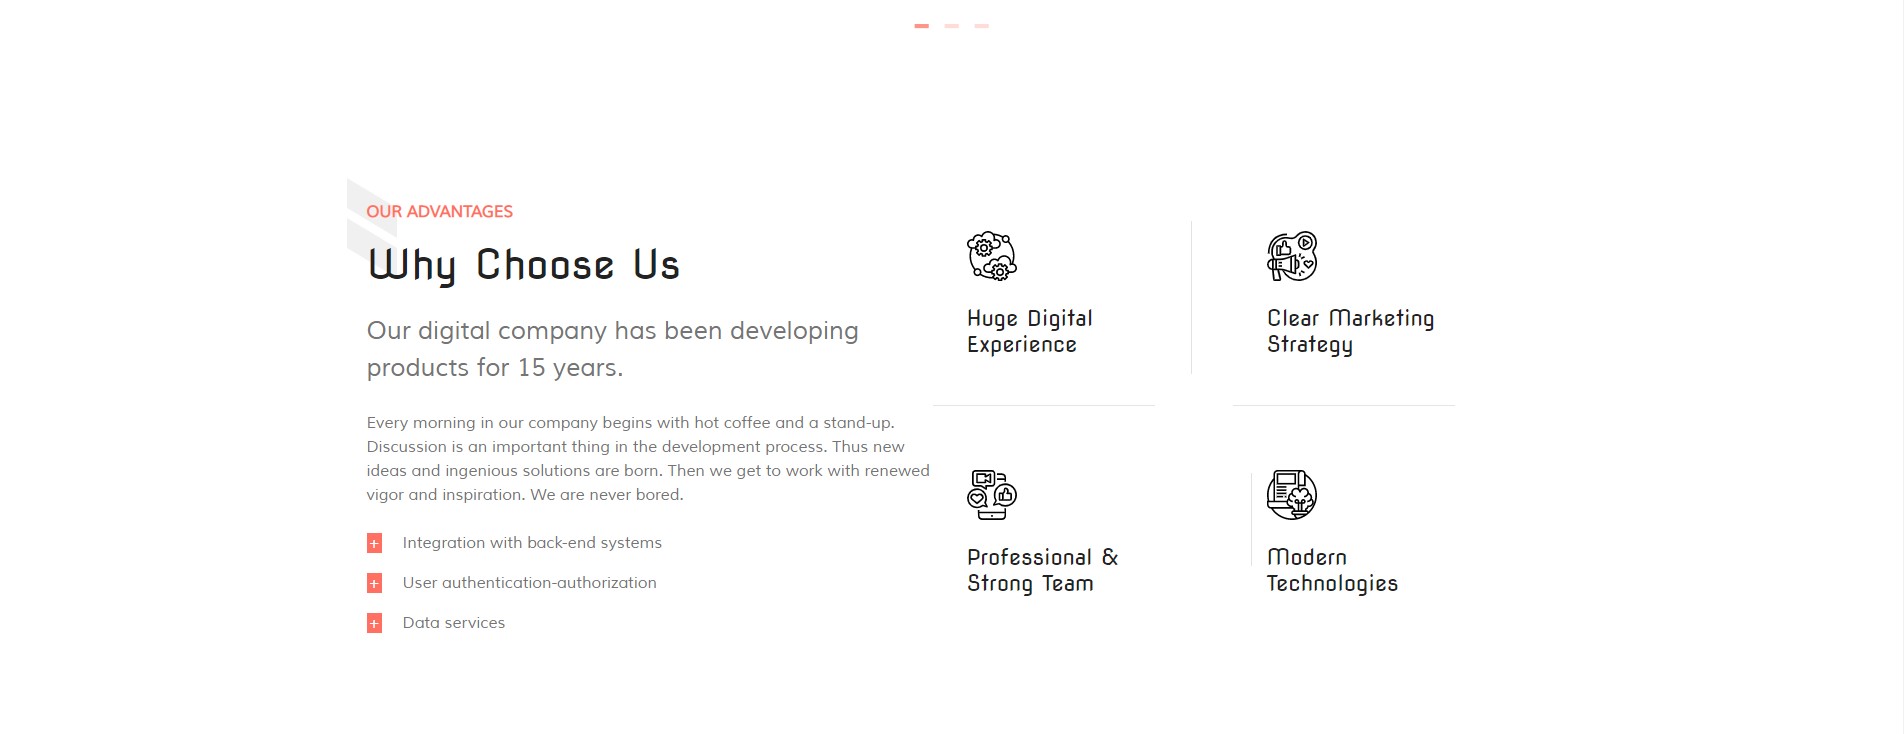 OUR ADVANTAGES
Why Choose Us
Our digital company has been developing
products for 15 years.
Every morning in our company begins with hot coffee and a stand-up.
Discussion is an important thing in the development process. Thus new
ideas and ingenious solutions are born. Then we get to work with renewed
vigor and inspiration. We are never bored.
+ Integration with back-end systems
+ User authentication-authorization
+ Data services
Huge Digital
Experience
Clear Marketing
Strategy
Professional &
Strong Team
Modern
Technologies